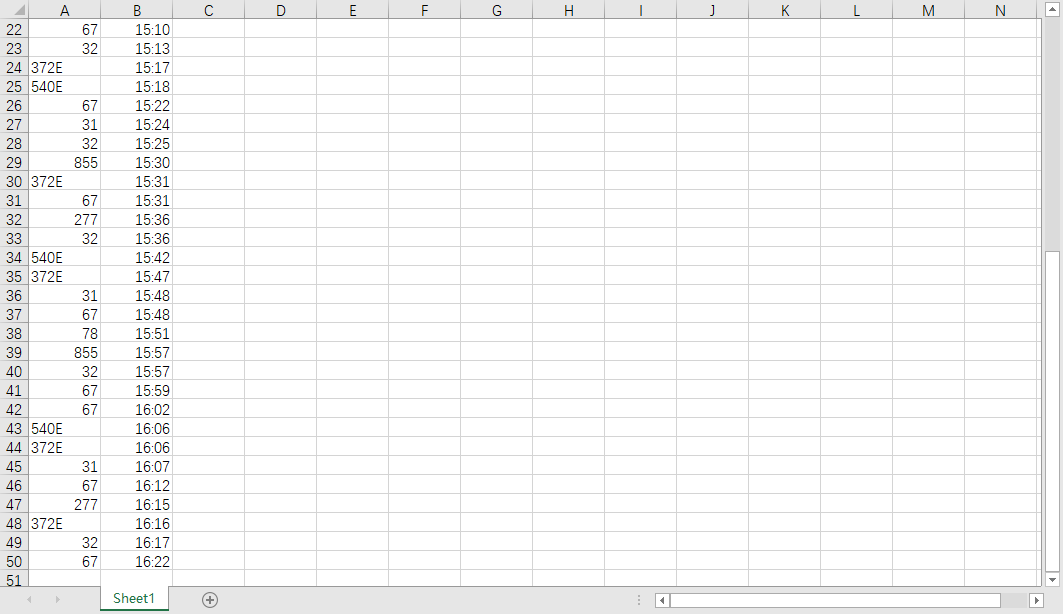 A B C D E F G H I J K L M N
22 67 15:10
23 32 15:13
24 372E 15:17
25 540E 15:18
26 67 15:22
27 31 15:24
28 32 15:25
29 855 15:30
30 372E 15:31
31 67 15:31
32 277 15:36
33 32 15:36
34 540E 15:42
35 372E 15:47
36 31 15:48
37 67 15:48
38 78 15:51
39 855 15:57
40 32 15:57
41 67 15:59
42 67 16:02
43 540E 16:06
44 372E 16:06
45 31 16:07
46 67 16:12
47 277 16:15
48 372E 16:16
49 32 16:17
50 67 16:22
51
Sheet1